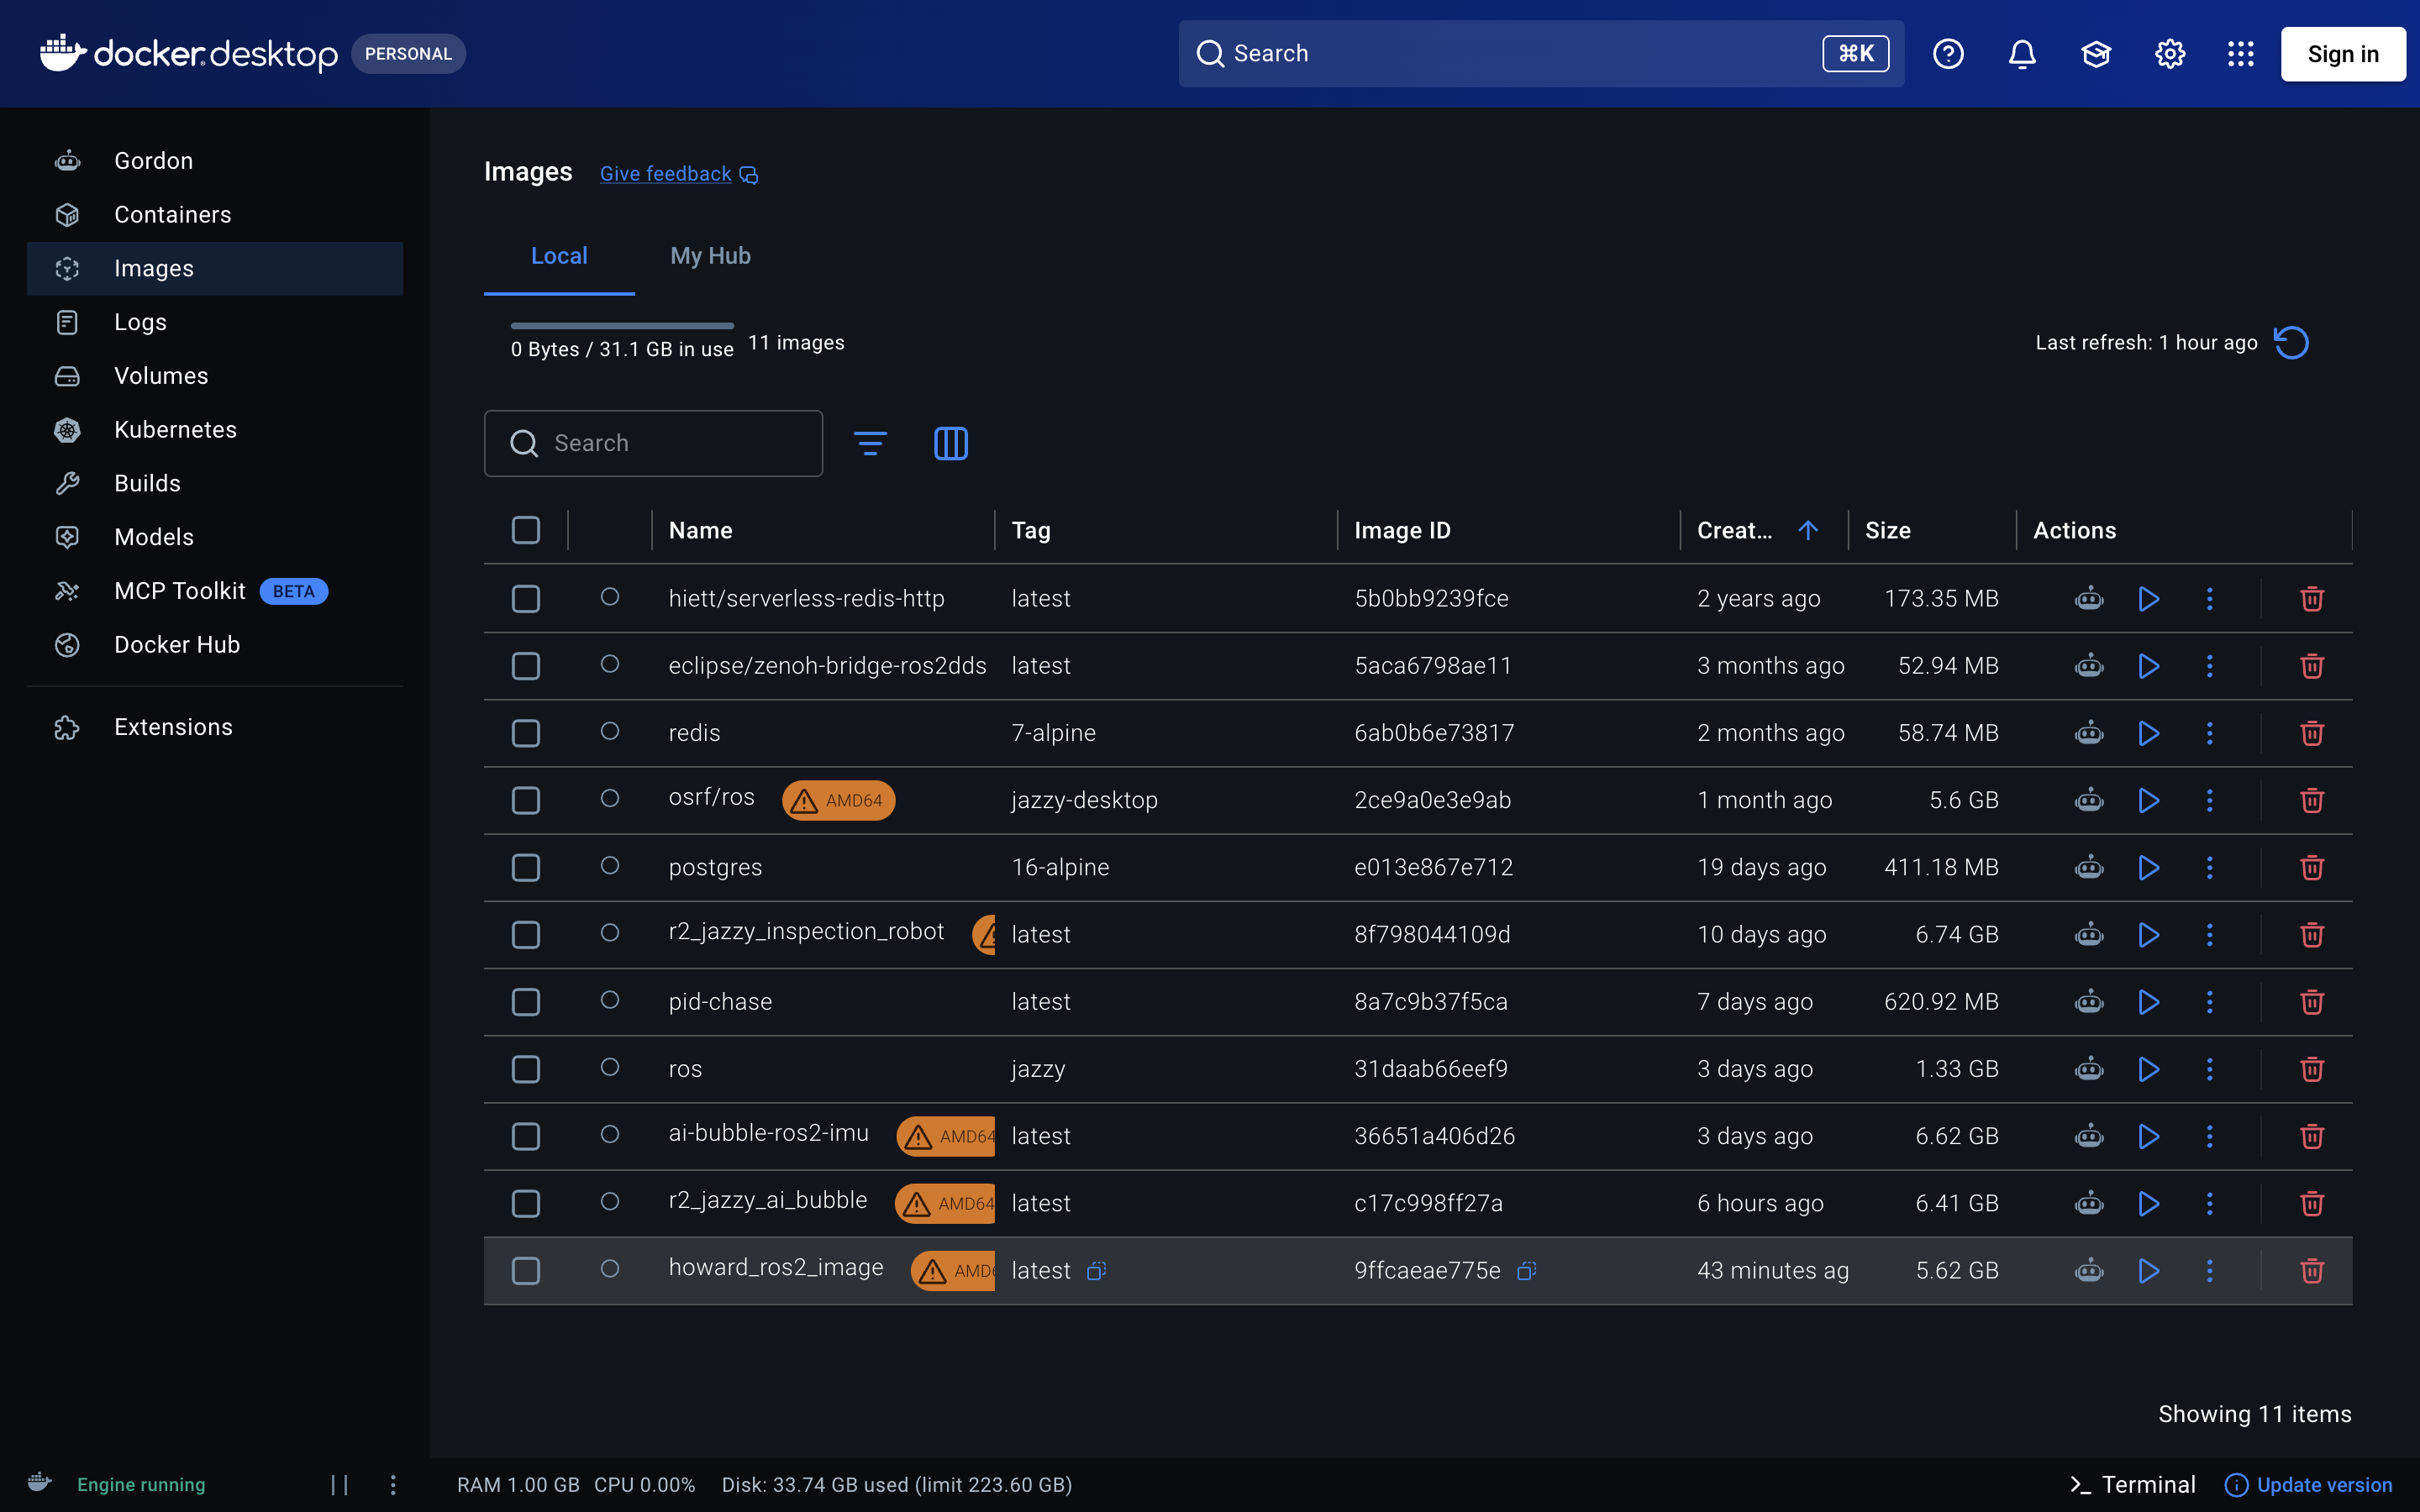 docker desktop PERSONAL
Search ⌘K
Sign in
Gordon
Containers
Images
Logs
Volumes
Kubernetes
Builds
Models
MCP Toolkit BETA
Docker Hub
Extensions
Images Give feedback
Local My Hub
0 Bytes / 31.1 GB in use 11 images
Last refresh: 1 hour ago
Search
Name Tag Image ID Creat... Size Actions
hiett/serverless-redis-http latest 5b0bb9239fce 2 years ago 173.35 MB
eclipse/zenoh-bridge-ros2dds latest 5aca6798ae11 3 months ago 52.94 MB
redis 7-alpine 6ab0b6e73817 2 months ago 58.74 MB
osrf/ros AMD64 jazzy-desktop 2ce9a0e3e9ab 1 month ago 5.6 GB
postgres 16-alpine e013e867e712 19 days ago 411.18 MB
r2_jazzy_inspection_robot latest 8f798044109d 10 days ago 6.74 GB
pid-chase latest 8a7c9b37f5ca 7 days ago 620.92 MB
ros jazzy 31daab66eef9 3 days ago 1.33 GB
ai-bubble-ros2-imu AMD64 latest 36651a406d26 3 days ago 6.62 GB
r2_jazzy_ai_bubble AMD64 latest c17c998ff27a 6 hours ago 6.41 GB
howard_ros2_image AMD6 latest 9ffcaeae775e 43 minutes ag 5.62 GB
Showing 11 items
Engine running
RAM 1.00 GB CPU 0.00% Disk: 33.74 GB used (limit 223.60 GB)
Terminal Update version